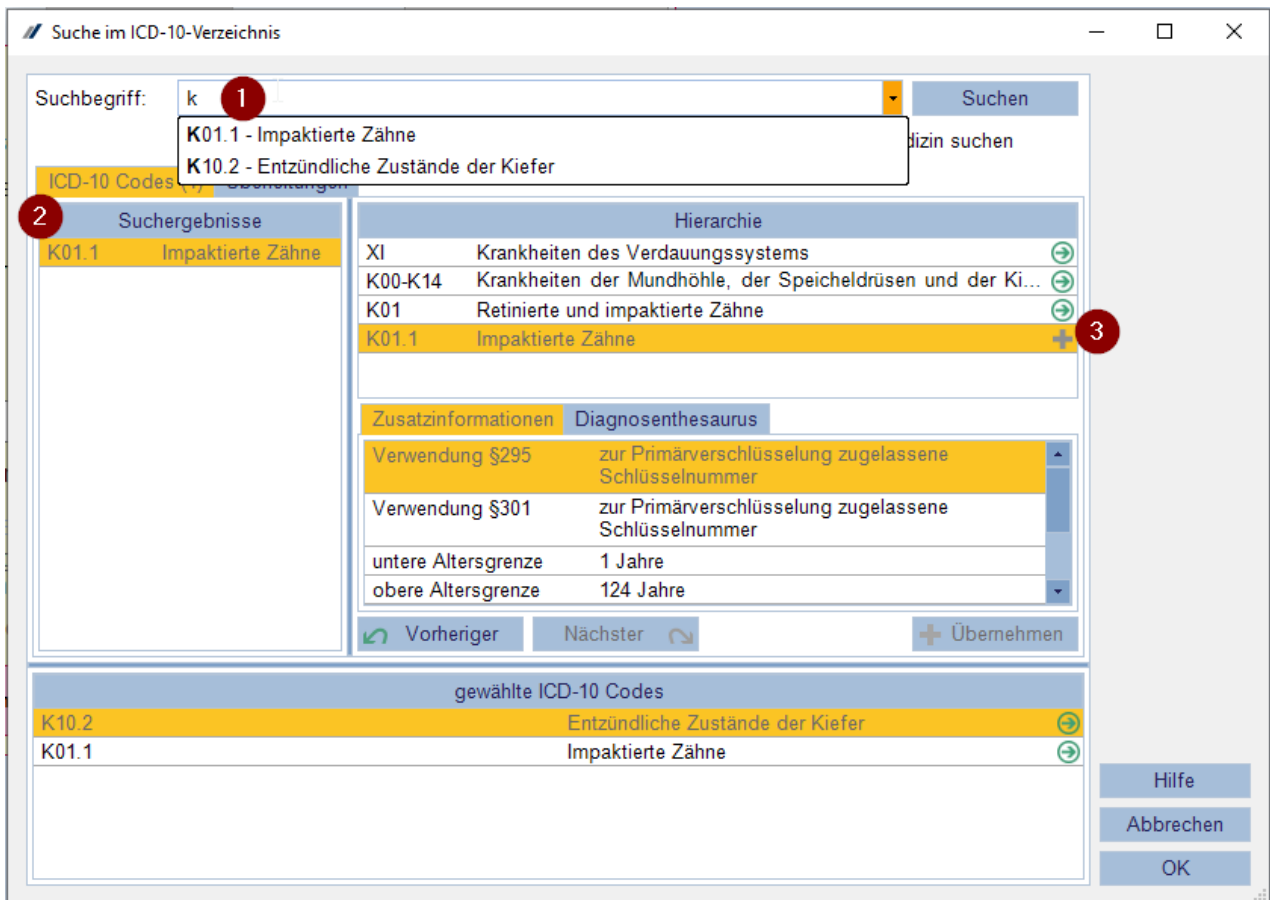 Suche im ICD-10-Verzeichnis
Suchbegriff: k 1 Suchen
K01.1 - Impaktierte Zähne
K10.2 - Entzündliche Zustände der Kiefer
dizin suchen
ICD-10 Codes
2 Suchergebnisse
K01.1 Impaktierte Zähne
Hierarchie
XI Krankheiten des Verdauungssystems
K00-K14 Krankheiten der Mundhöhle, der Speicheldrüsen und der Ki...
K01 Retinierte und impaktierte Zähne
K01.1 Impaktierte Zähne 3
Zusatzinformationen Diagnosenthesaurus
Verwendung §295 zur Primärverschlüsselung zugelassene
Schlüsselnummer
Verwendung §301 zur Primärverschlüsselung zugelassene
Schlüsselnummer
untere Altersgrenze 1 Jahre
obere Altersgrenze 124 Jahre
Vorheriger Nächster Übernehmen
gewählte ICD-10 Codes
K10.2 Entzündliche Zustände der Kiefer
K01.1 Impaktierte Zähne
Hilfe
Abbrechen
OK